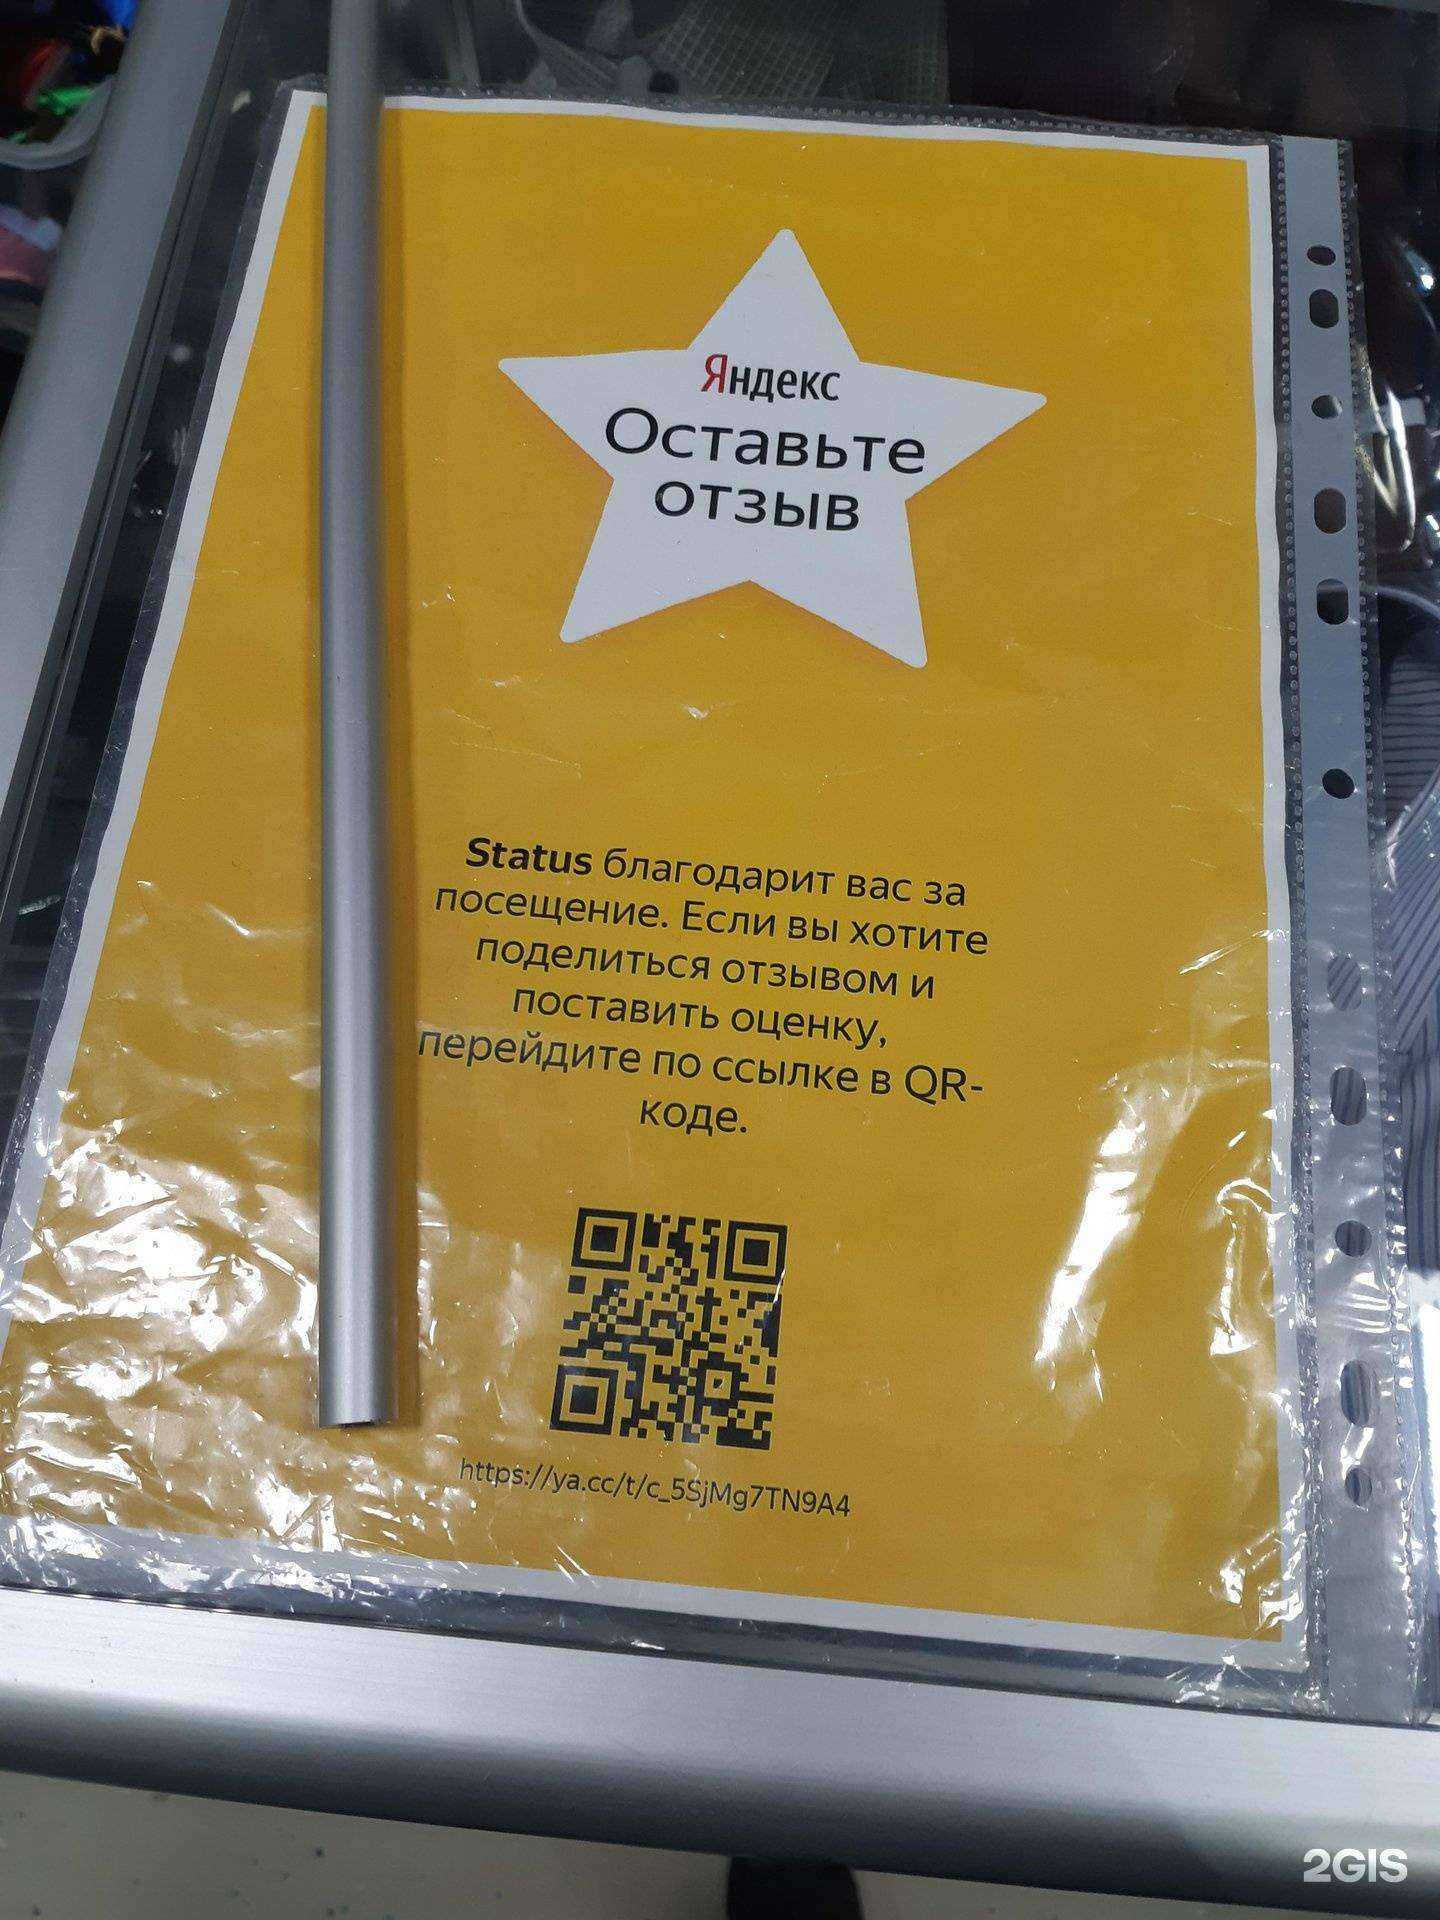 Яндекс
Оставьте
отзыв
Status благодарит вас за
посещение. Если вы хотите
поделиться отзывом и
поставить оценку,
перейдите по ссылке в QR-
коде.
https://ya.cc/t/c_5SjMg7TN9A4
2GIS